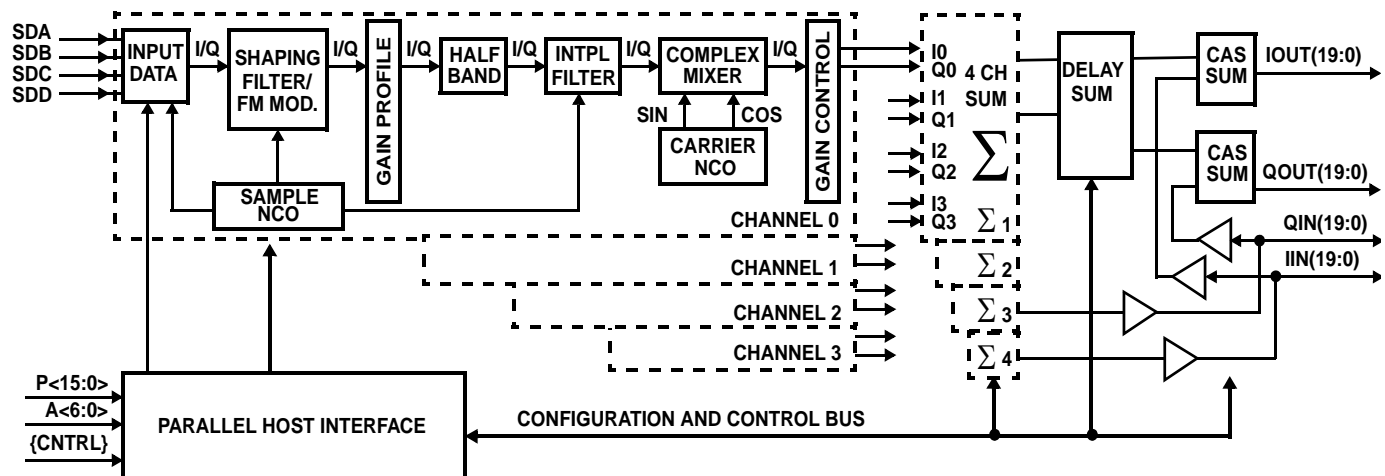 SDA
SDB
SDC
SDD
INPUT
DATA
I/Q
SHAPING
FILTER/
FM MOD.
I/Q
GAIN PROFILE
I/Q
HALF
BAND
I/Q
INTPL
FILTER
I/Q
COMPLEX
MIXER
I/Q
GAIN CONTROL
SIN
COS
CARRIER
NCO
SAMPLE
NCO
CHANNEL 0
CHANNEL 1
CHANNEL 2
CHANNEL 3
I0
Q0
I1
Q1
I2
Q2
I3
Q3
4 CH
SUM
∑
∑ 1
∑ 2
∑ 3
∑ 4
DELAY
SUM
CAS
SUM
IOUT(19:0)
CAS
SUM
QOUT(19:0)
QIN(19:0)
IIN(19:0)
P<15:0>
A<6:0>
{CNTRL}
PARALLEL HOST INTERFACE
CONFIGURATION AND CONTROL BUS